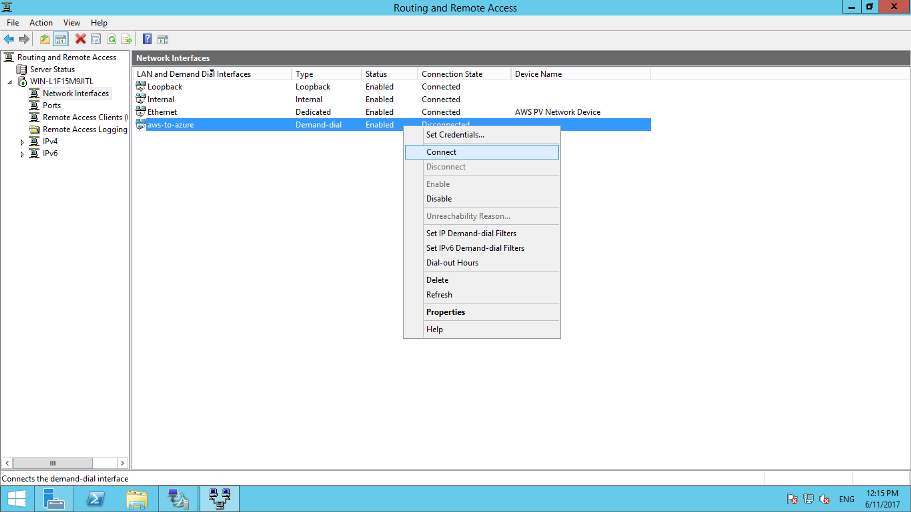 Routing and Remote Access
File Action View Help
Routing and Remote Access
Server Status
WIN-L1F15M9JITL
Network Interfaces
Ports
Remote Access Clients (
Remote Access Logging
IPv4
IPv6
Network Interfaces
LAN and Demand Dial Interfaces Type Status Connection State Device Name
Loopback Loopback Enabled Connected
Internal Internal Enabled Connected
Ethernet Dedicated Enabled Connected AWS PV Network Device
aws-to-azure Demand-dial Enabled Disconnected
Set Credentials...
Connect
Disconnect
Enable
Disable
Unreachability Reason...
Set IP Demand-dial Filters
Set IPv6 Demand-dial Filters
Dial-out Hours
Delete
Refresh
Properties
Help
Connects the demand-dial interface
ENG
12:15 PM
6/11/2017